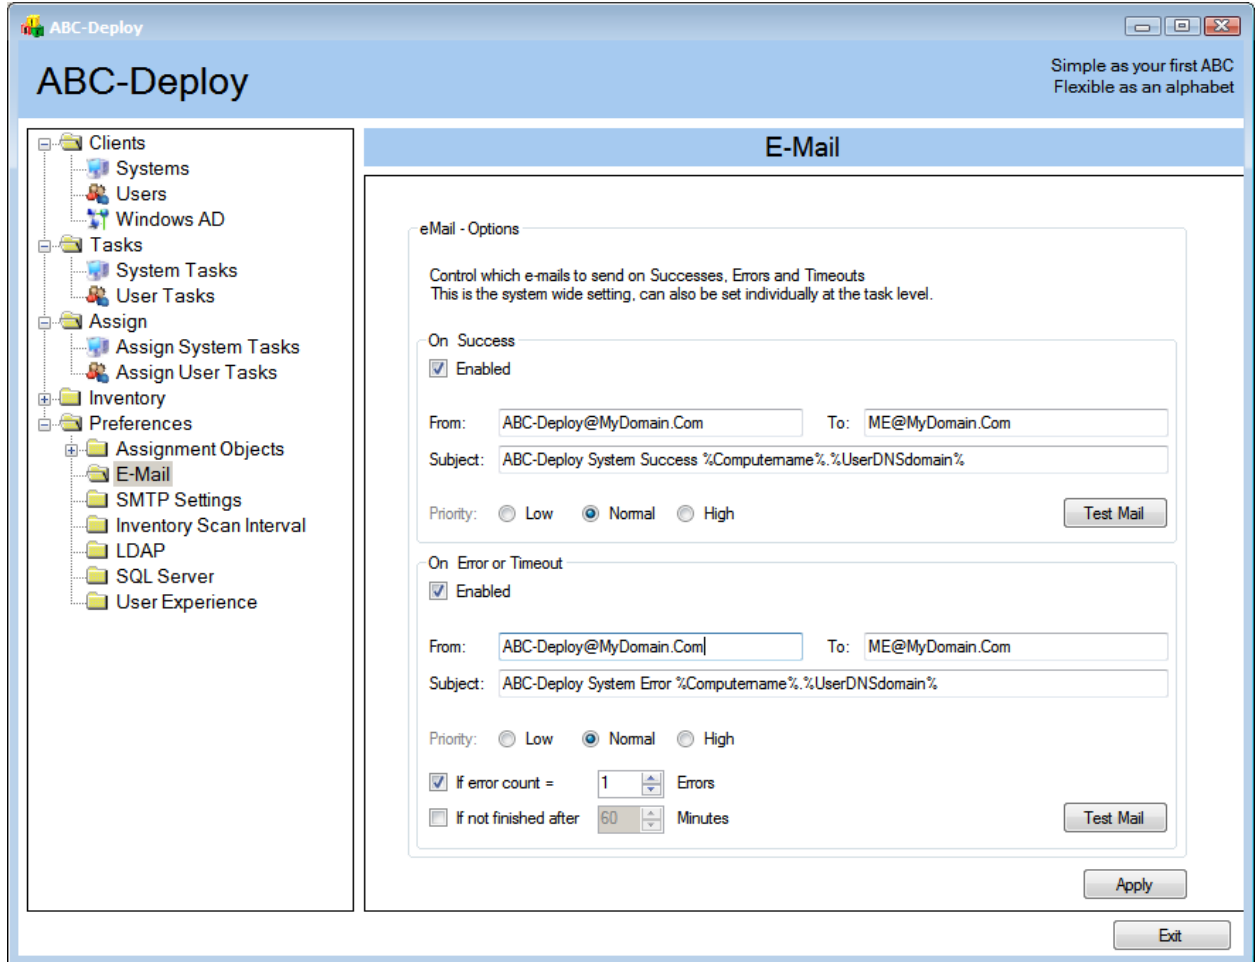 ABC-Deploy
ABC-Deploy
Simple as your first ABC
Flexible as an alphabet
Clients
Systems
Users
Windows AD
Tasks
System Tasks
User Tasks
Assign
Assign System Tasks
Assign User Tasks
Inventory
Preferences
Assignment Objects
E-Mail
SMTP Settings
Inventory Scan Interval
LDAP
SQL Server
User Experience
E-Mail
eMail - Options
Control which e-mails to send on Successes, Errors and Timeouts
This is the system wide setting, can also be set individually at the task level.
On Success
Enabled
From: ABC-Deploy@MyDomain.Com To: ME@MyDomain.Com
Subject: ABC-Deploy System Success %Computername%.%UserDNSdomain%
Priority: Low Normal High Test Mail
On Error or Timeout
Enabled
From: ABC-Deploy@MyDomain.Com To: ME@MyDomain.Com
Subject: ABC-Deploy System Error %Computername%.%UserDNSdomain%
Priority: Low Normal High
If error count = 1 Errors
If not finished after 60 Minutes Test Mail
Apply
Exit